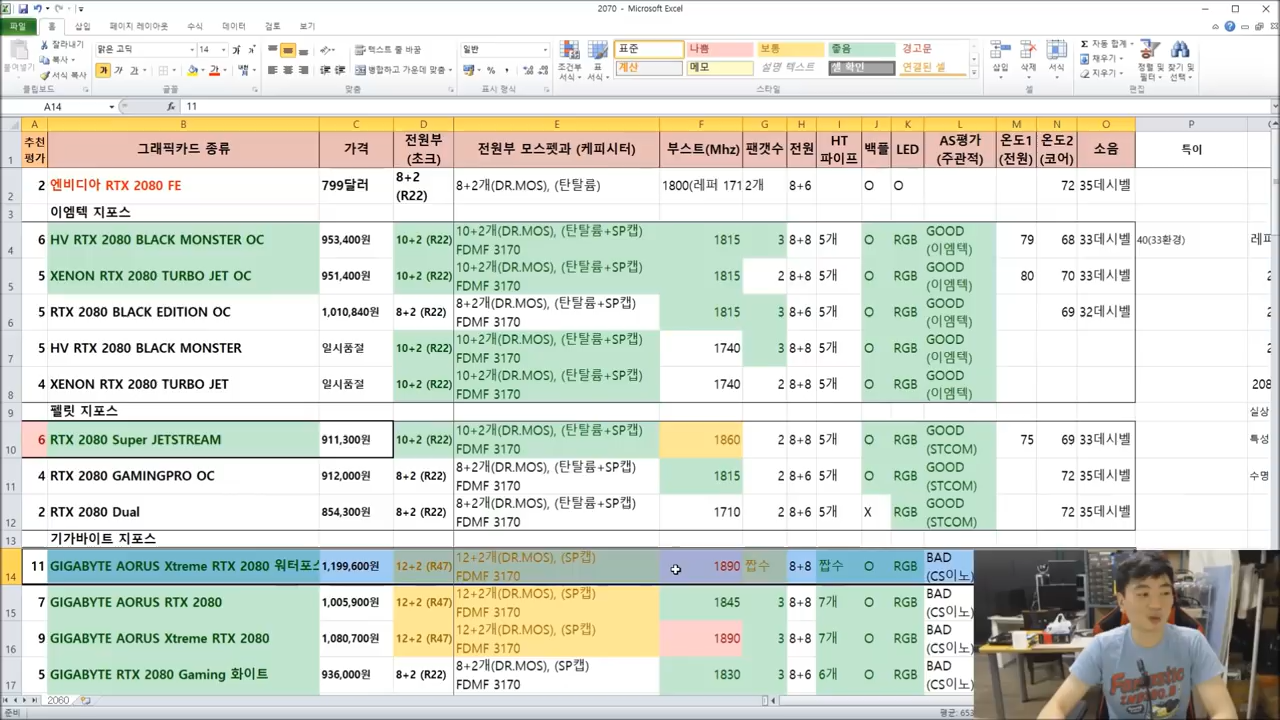 2070 - Microsoft Excel
파일 홈 삽입 페이지 레이아웃 수식 데이터 검토 보기
잘라내기
복사
서식 복사
붙여넣기
맑은 고딕 14
텍스트 줄 바꿈
병합하고 가운데 맞춤
일반
조건부 서식
표 서식
표준 나쁨 보통 좋음 경고문
계산 메모 설명 텍스트 셀 확인 연결된 셀
삽입 삭제 서식
자동 합계
채우기
지우기
정렬 및 필터
찾기 및 선택
클립보드 글꼴 맞춤 표시 형식 스타일 셀 편집
A14 fx 11
A B C D E F G H I J K L M N O P
1 추천 평가 그래픽카드 종류 가격 전원부 (초크) 전원부 모스펫과 (케피시터) 부스트(Mhz) 팬갯수 전원 HT 파이프 백플 LED AS평가 (주관적) 온도1 (전원) 온도2 (코어) 소음 특이
2 2 엔비디아 RTX 2080 FE 799달러 8+2 (R22) 8+2개(DR.MOS), (탄탈륨) 1800(레퍼 171 2개 8+6 O O 72 35데시벨
3 이엠텍 지포스
4 6 HV RTX 2080 BLACK MONSTER OC 953,400원 10+2 (R22) 10+2개(DR.MOS), (탄탈륨+SP캡) FDMF 3170 1815 3 8+8 5개 O RGB GOOD (이엠텍) 79 68 33데시벨 40(33환경) 레퍼
5 5 XENON RTX 2080 TURBO JET OC 951,400원 10+2 (R22) 10+2개(DR.MOS), (탄탈륨+SP캡) FDMF 3170 1815 2 8+8 5개 O RGB GOOD (이엠텍) 80 70 33데시벨 2
6 5 RTX 2080 BLACK EDITION OC 1,010,840원 8+2 (R22) 8+2개(DR.MOS), (탄탈륨+SP캡) FDMF 3170 1815 3 8+6 5개 O RGB GOOD (이엠텍) 69 32데시벨 2
7 5 HV RTX 2080 BLACK MONSTER 일시품절 10+2 (R22) 10+2개(DR.MOS), (탄탈륨+SP캡) FDMF 3170 1740 3 8+8 5개 O RGB GOOD (이엠텍) 2
8 4 XENON RTX 2080 TURBO JET 일시품절 10+2 (R22) 10+2개(DR.MOS), (탄탈륨+SP캡) FDMF 3170 1740 2 8+8 5개 O RGB GOOD (이엠텍) 208
9 펠릿 지포스 실상
10 6 RTX 2080 Super JETSTREAM 911,300원 10+2 (R22) 10+2개(DR.MOS), (탄탈륨+SP캡) FDMF 3170 1860 2 8+8 5개 O RGB GOOD (STCOM) 75 69 33데시벨 특성
11 4 RTX 2080 GAMINGPRO OC 912,000원 8+2 (R22) 8+2개(DR.MOS), (탄탈륨+SP캡) FDMF 3170 1815 2 8+6 5개 O RGB GOOD (STCOM) 72 35데시벨 수명
12 2 RTX 2080 Dual 854,300원 8+2 (R22) 8+2개(DR.MOS), (탄탈륨+SP캡) FDMF 3170 1710 2 8+6 5개 X RGB GOOD (STCOM) 72 35데시벨
13 기가바이트 지포스
14 11 GIGABYTE AORUS Xtreme RTX 2080 워터포스 1,199,600원 12+2 (R47) 12+2개(DR.MOS), (SP캡) FDMF 3170 1890 짭수 8+8 짭수 O RGB BAD (CS이노)
15 7 GIGABYTE AORUS RTX 2080 1,005,900원 12+2 (R47) 12+2개(DR.MOS), (SP캡) FDMF 3170 1845 3 8+8 7개 O RGB BAD (CS이노)
16 9 GIGABYTE AORUS Xtreme RTX 2080 1,080,700원 12+2 (R47) 12+2개(DR.MOS), (SP캡) FDMF 3170 1890 3 8+8 7개 O RGB BAD (CS이노)
17 5 GIGABYTE RTX 2080 Gaming 화이트 936,000원 8+2 (R22) 8+2개(DR.MOS), (SP캡) FDMF 3170 1830 3 8+6 6개 O RGB BAD (CS이노)
2060
준비
평균: 653
Fantastic